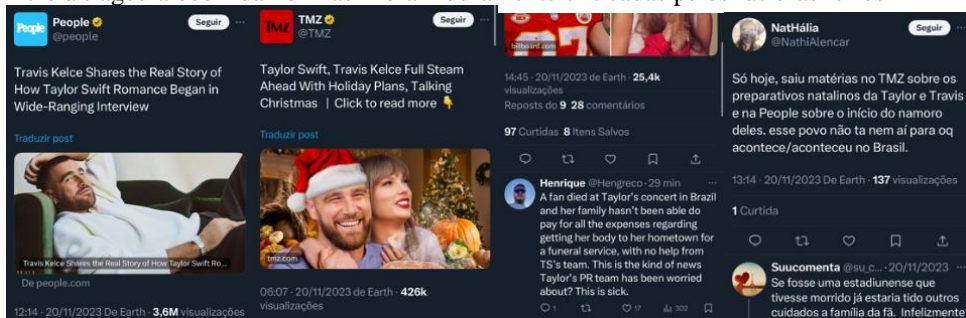 People
@people
Seguir
Travis Kelce Shares the Real Story of
How Taylor Swift Romance Began in
Wide-Ranging Interview
Traduzir post
Travis Kelce Shares the Real Story of How Taylor Swift Ro...
De people.com
12:14 · 20/11/2023 De Earth · 3,6M visualizações
TMZ
@TMZ
Seguir
Taylor Swift, Travis Kelce Full Steam
Ahead With Holiday Plans, Talking
Christmas | Click to read more 👇
Traduzir post
tmz.com
06:07 · 20/11/2023 de Earth · 426k
visualizações
billboard.com
14:45 · 20/11/2023 de Earth · 25,4k
visualizações
Reposts do 9 28 comentários
97 Curtidas 8 Itens Salvos
Henrique @Hengreco · 29 min
A fan died at Taylor's concert in Brazil
and her family hasn't been able do
pay for all the expenses regarding
getting her body to her hometown for
a funeral service, with no help from
TS's team. This is the kind of news
Taylor's PR team has been worried
about? This is sick.
1 17 302
NatHália
@NathiAlencar
Seguir
Só hoje, saiu matérias no TMZ sobre os
preparativos natalinos da Taylor e Travis
e na People sobre o início do namoro
deles. esse povo não ta nem aí para oq
acontece/aconteceu no Brasil.
13:14 · 20/11/2023 De Earth · 137 visualizações
1 Curtida
Suucomenta @su_c... · 20/11/2023
Se fosse uma estadiunense que
tivesse morrido já estaria tido outros
cuidados a família da fã. Infelizmente